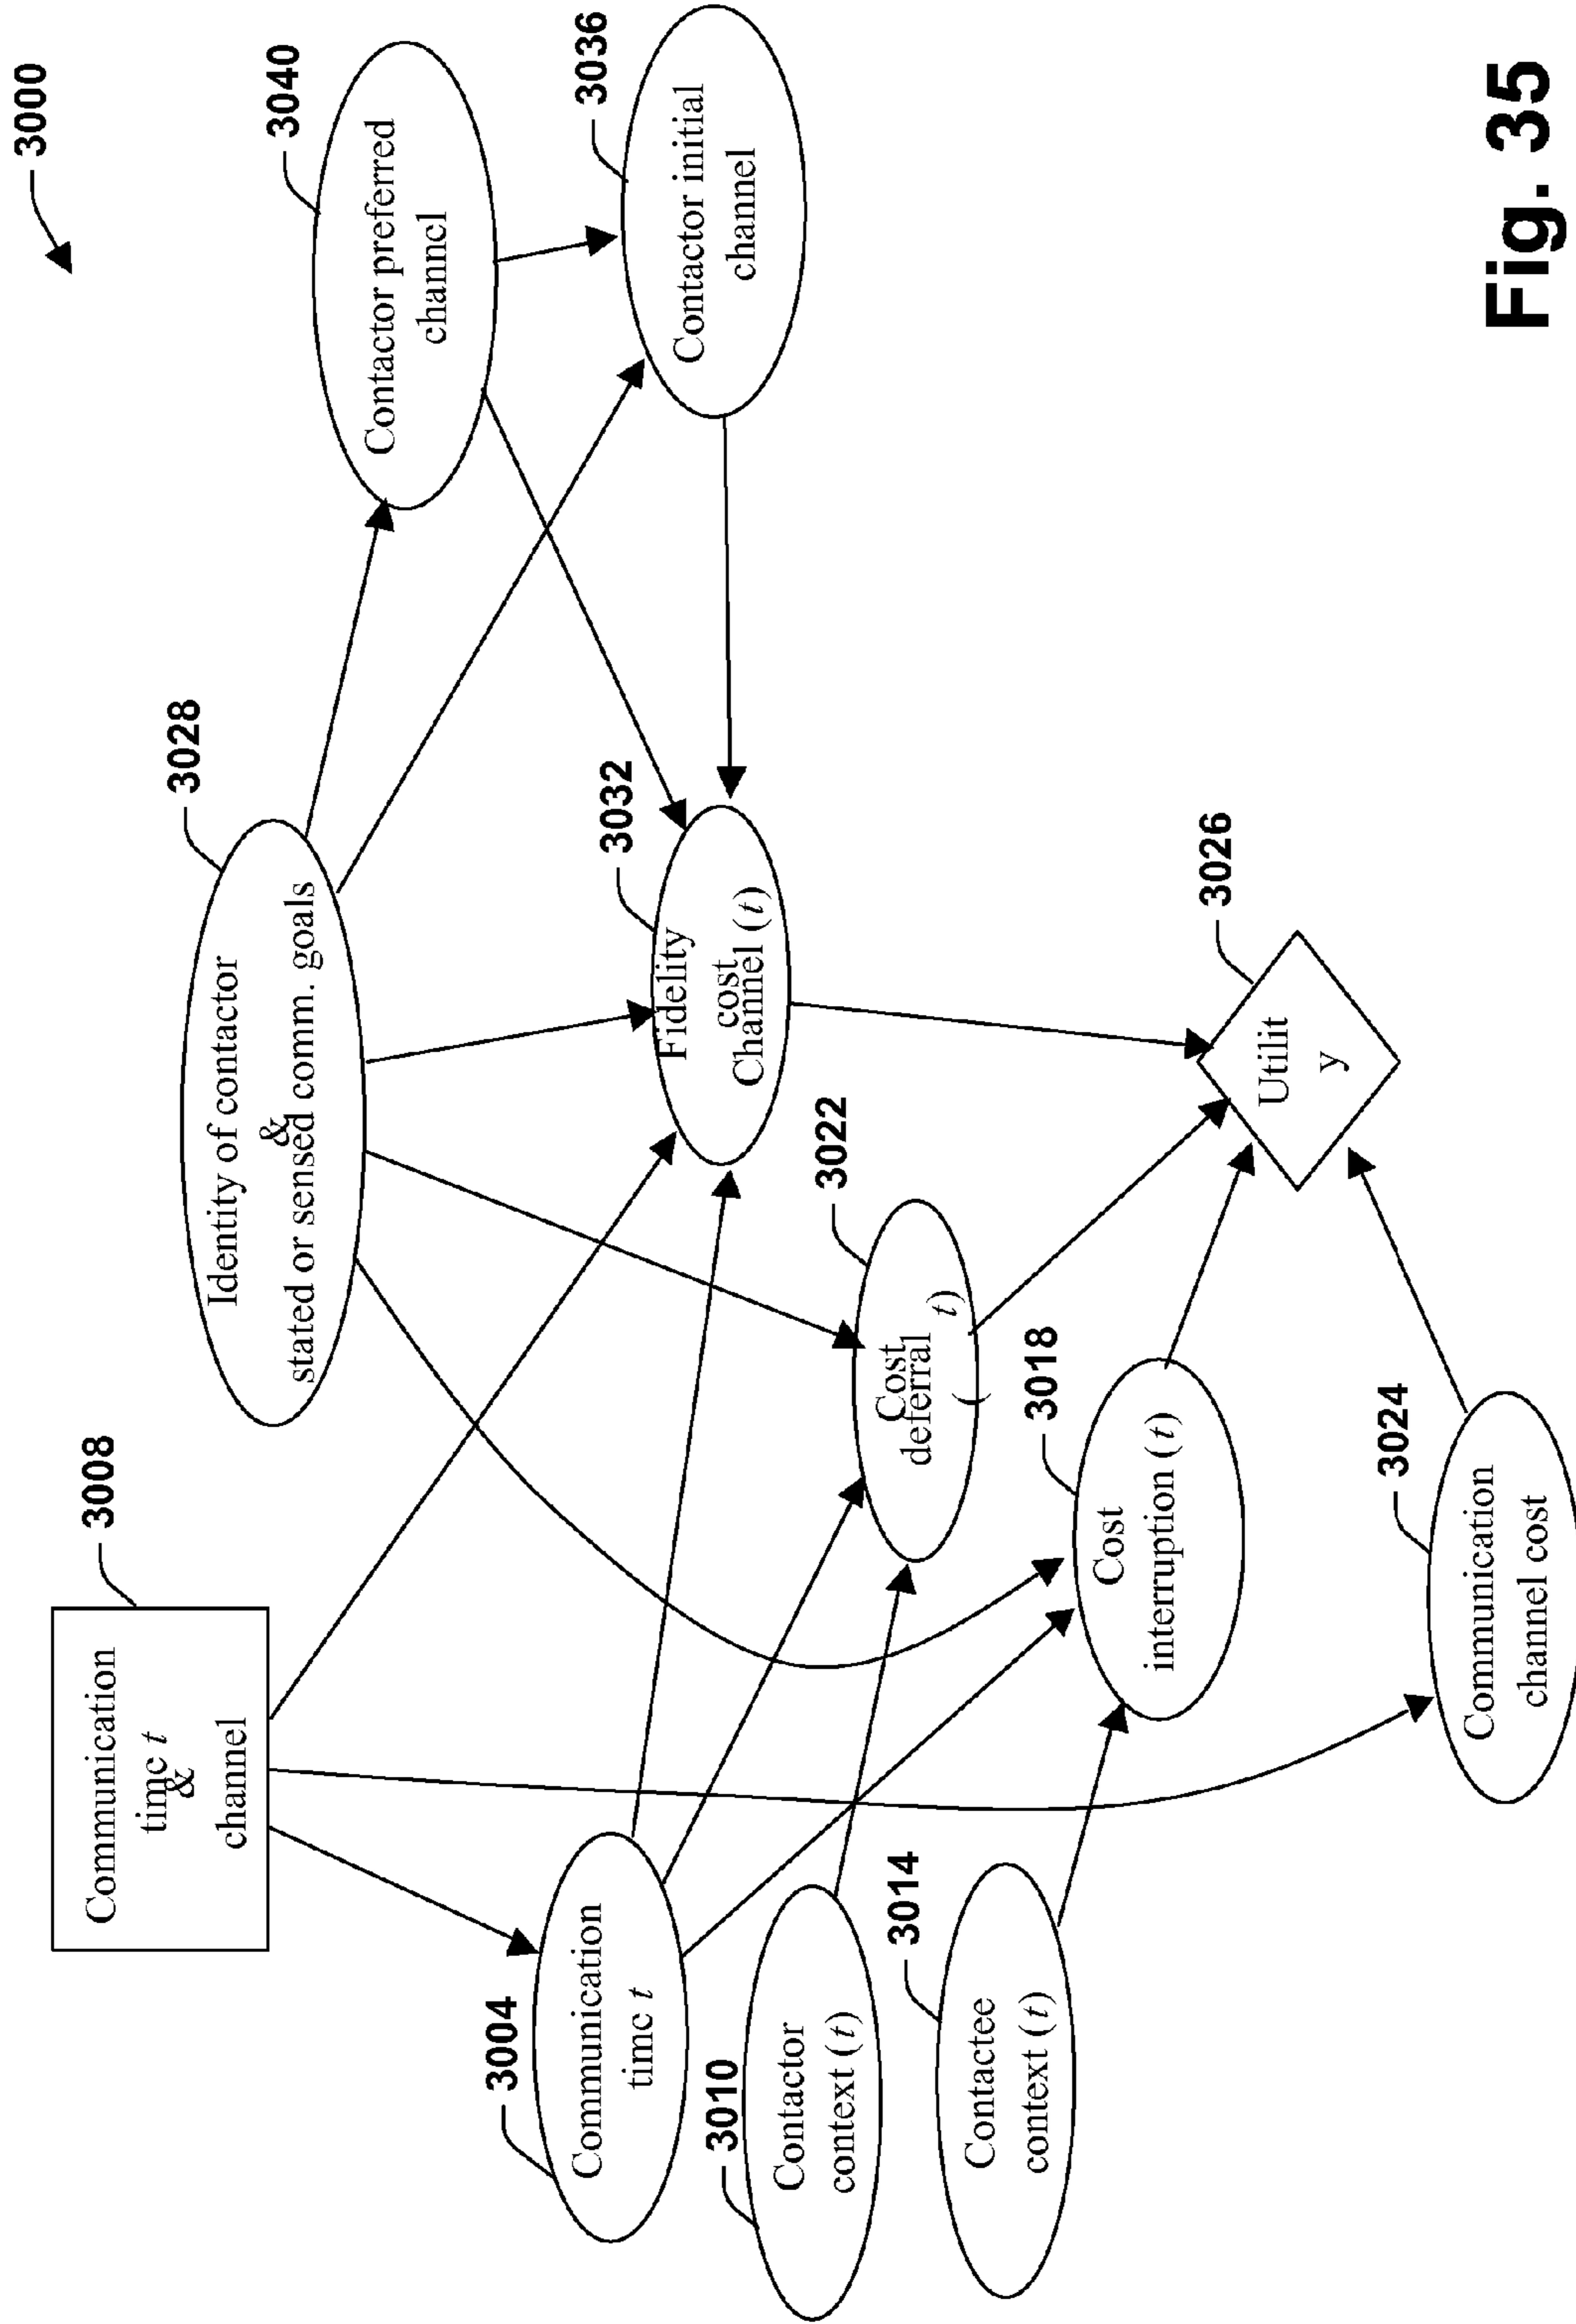 3000
3008
Communication
time t
&
channel
3028
Identity of contactor
&
stated or sensed comm. goals
3040
Contactor preferred
channel
3004
Communication
time t
3032
Fidelity
cost
Channel (t)
3036
Contactor initial
channel
3010
Contactor
context (t)
3022
Cost
deferral
( t)
3014
Contactee
context (t)
3018
Cost
interruption (t)
3026
Utilit
y
3024
Communication
channel cost
Fig. 35